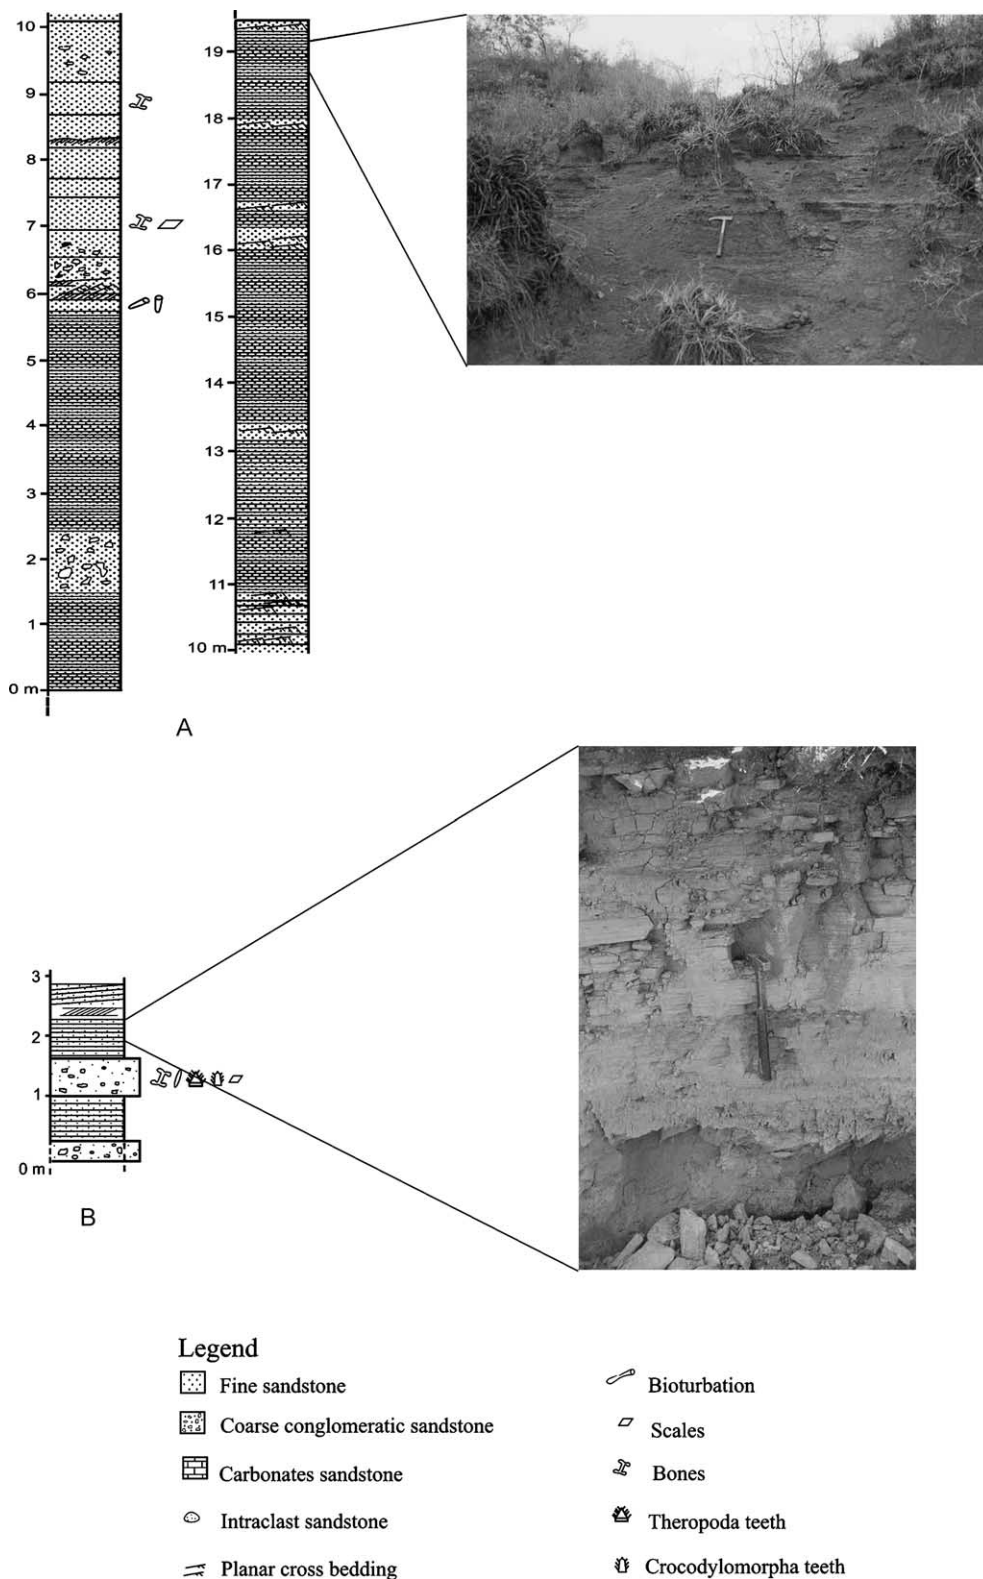 10
9
8
7
6
5
4
3
2
1
0 m
19
18
17
16
15
14
13
12
11
10 m
A
3
2
1
0 m
B
Legend
Fine sandstone
Coarse conglomeratic sandstone
Carbonates sandstone
Intraclast sandstone
Planar cross bedding
Bioturbation
Scales
Bones
Theropoda teeth
Crocodylomorpha teeth